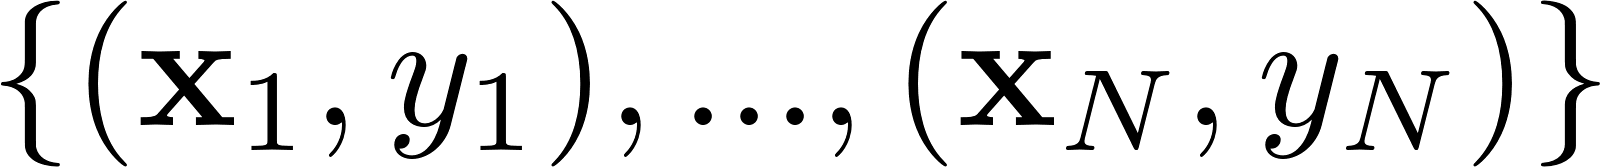 {(𝐱₁, y₁), ..., (𝐱_N, y_N)}